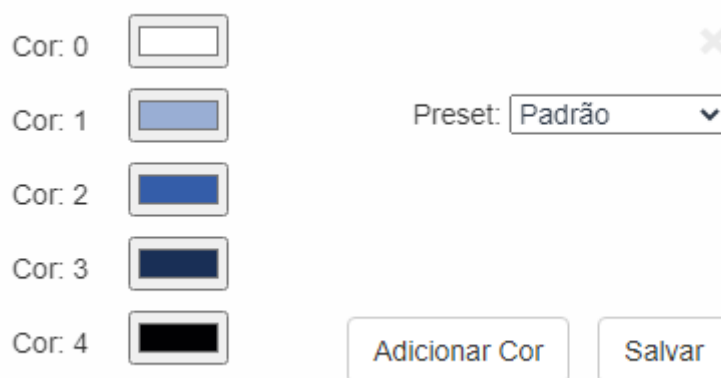 Cor: 0
Cor: 1
Preset: Padrão
Cor: 2
Cor: 3
Cor: 4
Adicionar Cor
Salvar